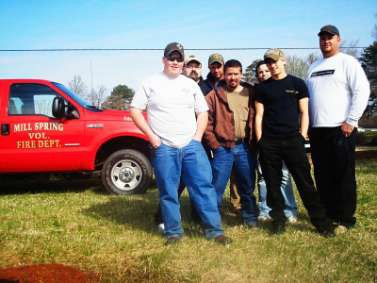 MILL SPRING
VOL.
FIRE DEPT.